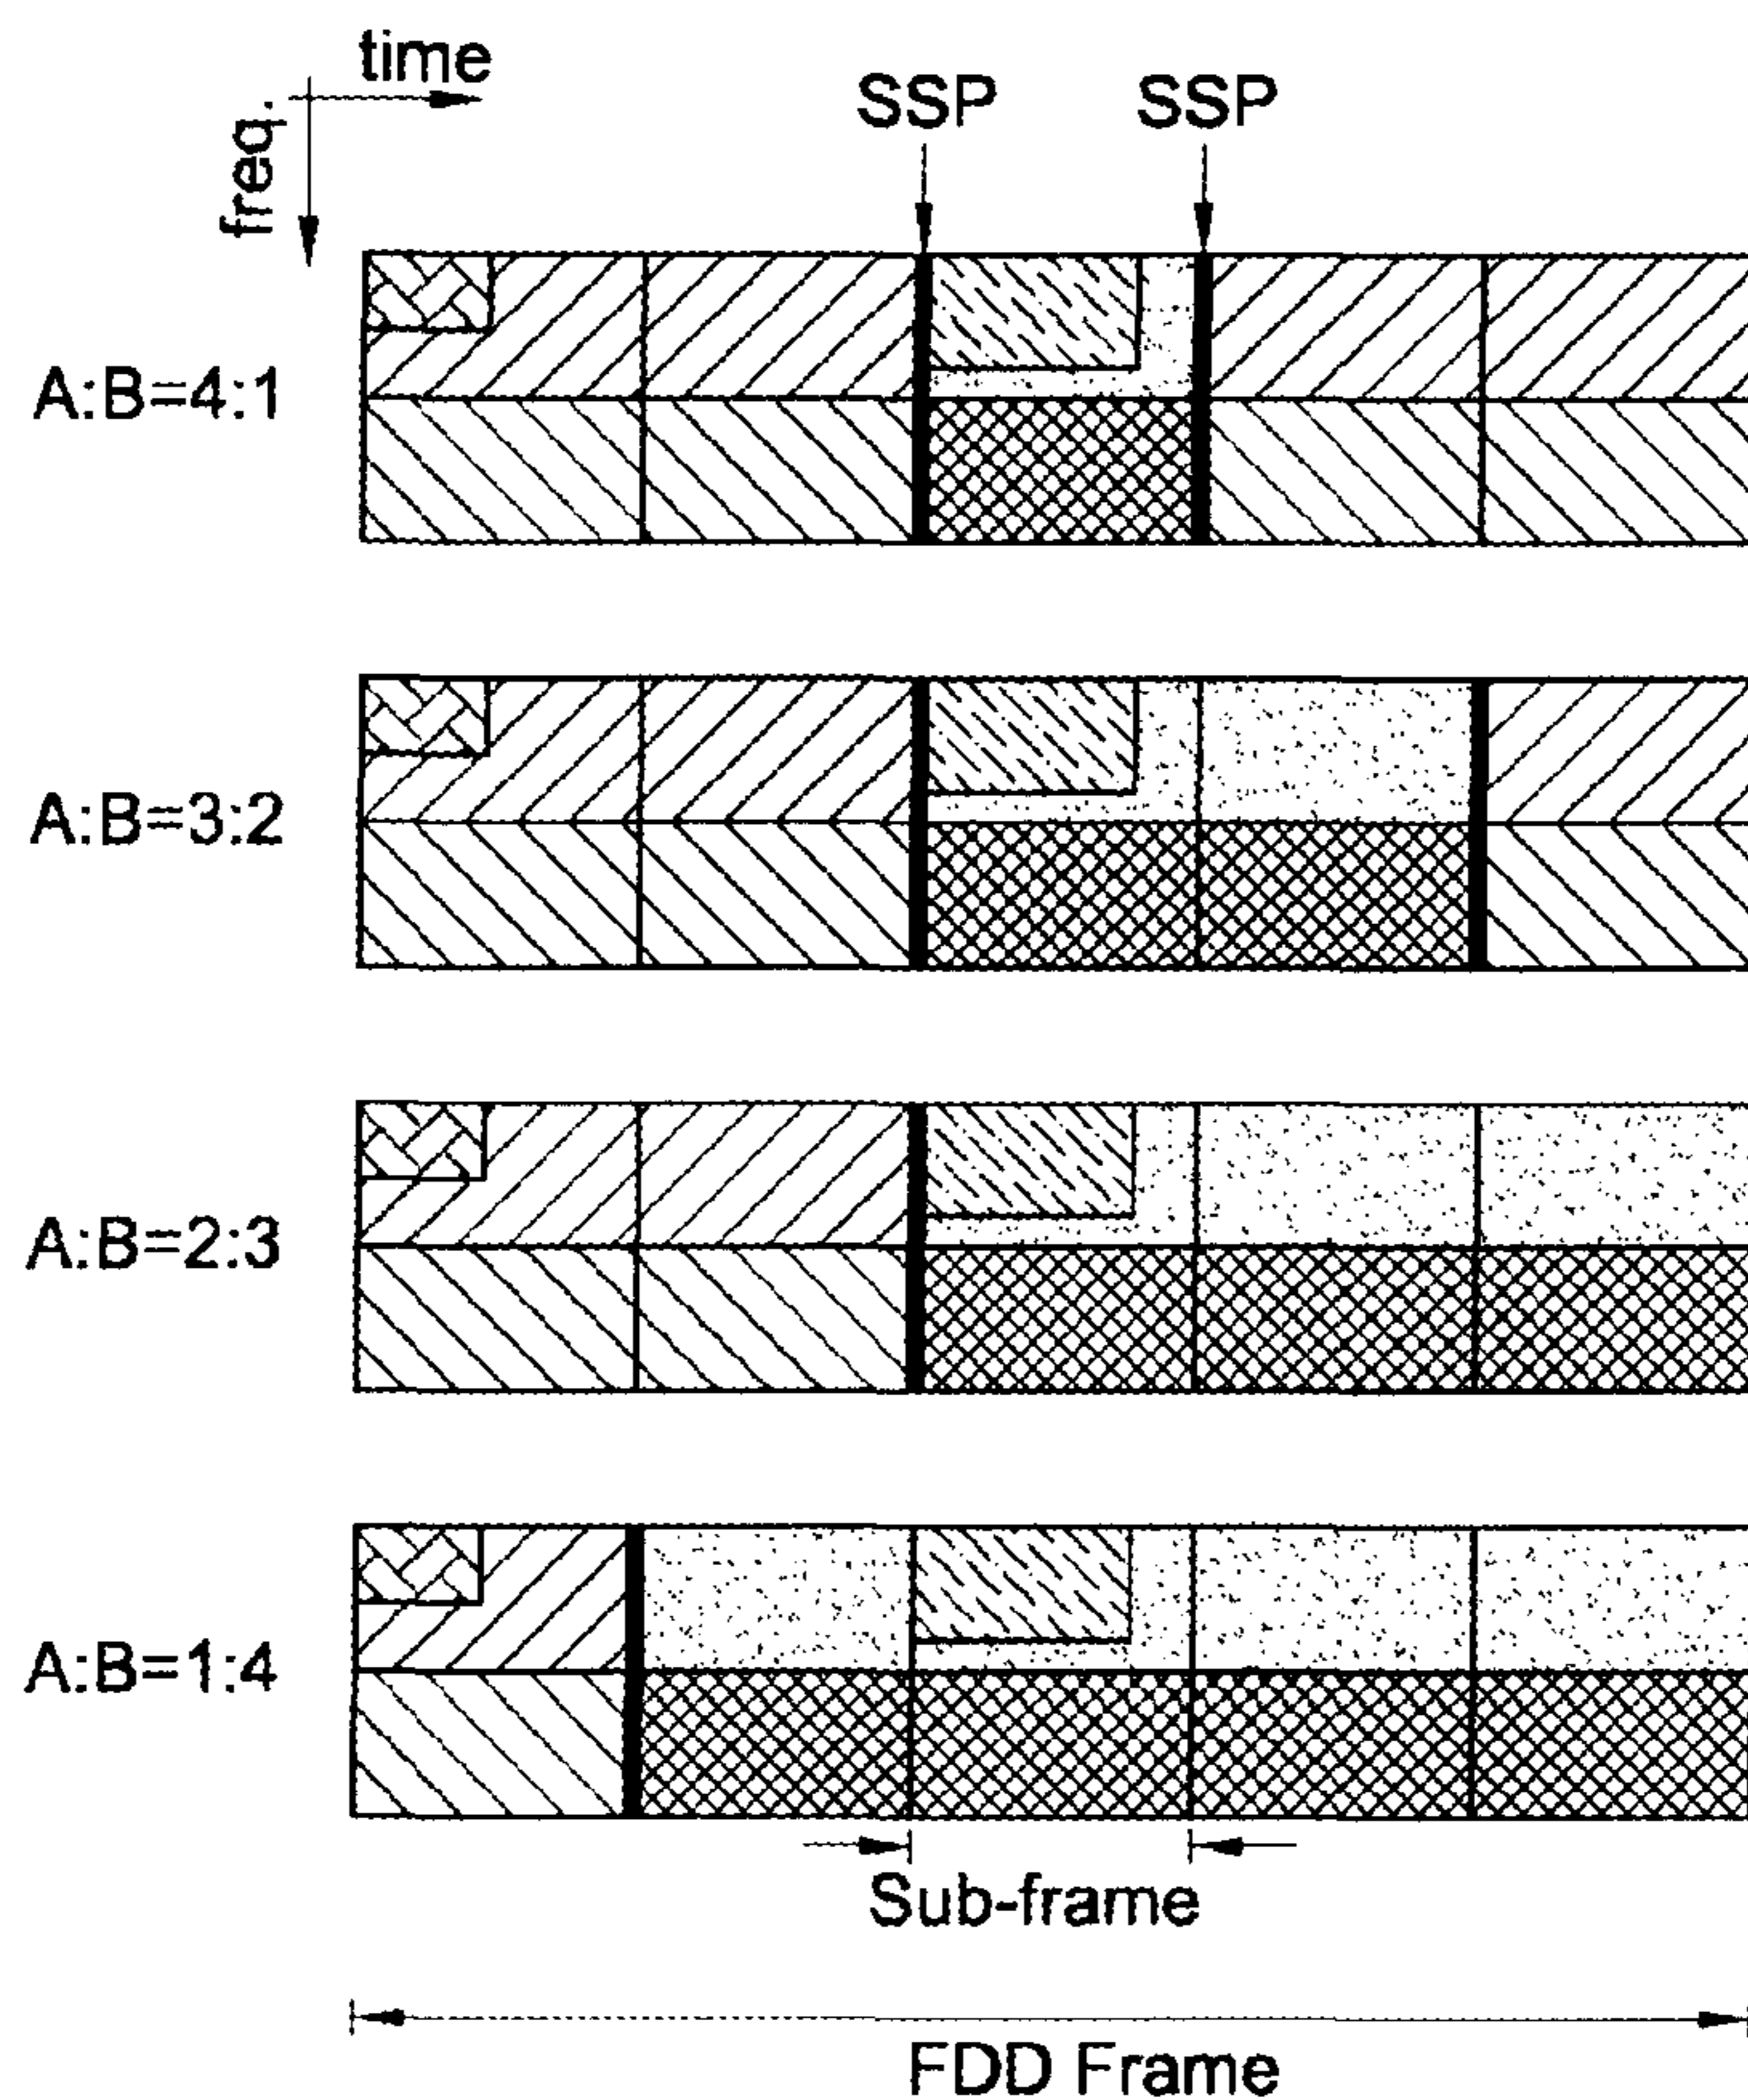 time
freq.
SSP SSP
A:B=4:1
A:B=3:2
A:B=2:3
A:B=1:4
Sub-frame
FDD Frame